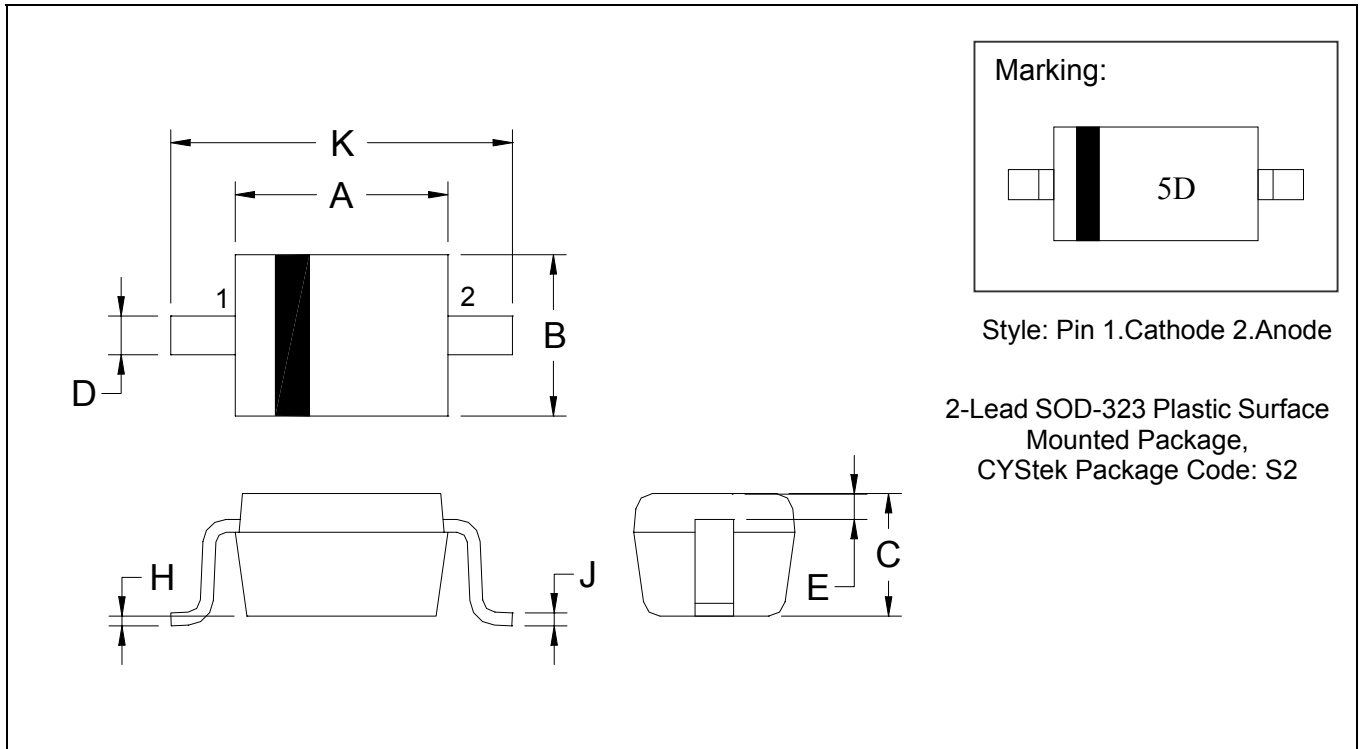 Marking:
5D
Style: Pin 1.Cathode 2.Anode
2-Lead SOD-323 Plastic Surface
Mounted Package,
CYStek Package Code: S2
K
A
1
2
B
D
H
J
E
C